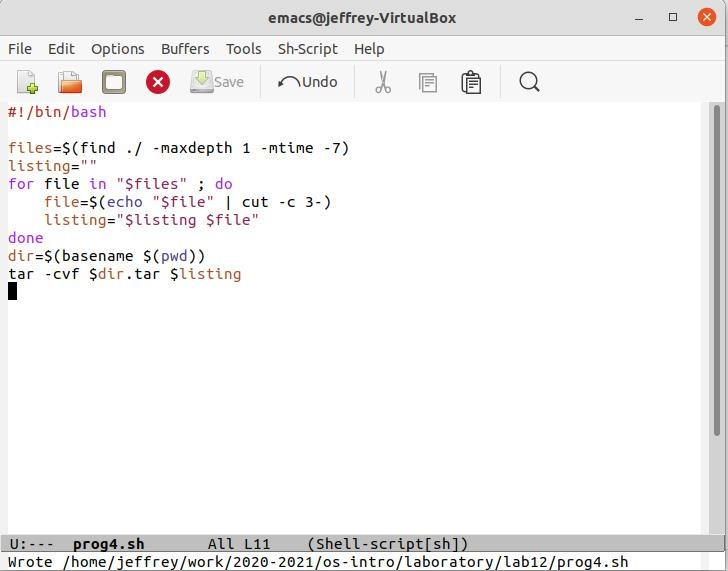 emacs@jeffrey-VirtualBox
File Edit Options Buffers Tools Sh-Script Help
Save Undo
#!/bin/bash
files=$(find ./ -maxdepth 1 -mtime -7)
listing=""
for file in "$files" ; do
    file=$(echo "$file" | cut -c 3-)
    listing="$listing $file"
done
dir=$(basename $(pwd))
tar -cvf $dir.tar $listing
U:---  prog4.sh       All L11    (Shell-script[sh])
Wrote /home/jeffrey/work/2020-2021/os-intro/laboratory/lab12/prog4.sh